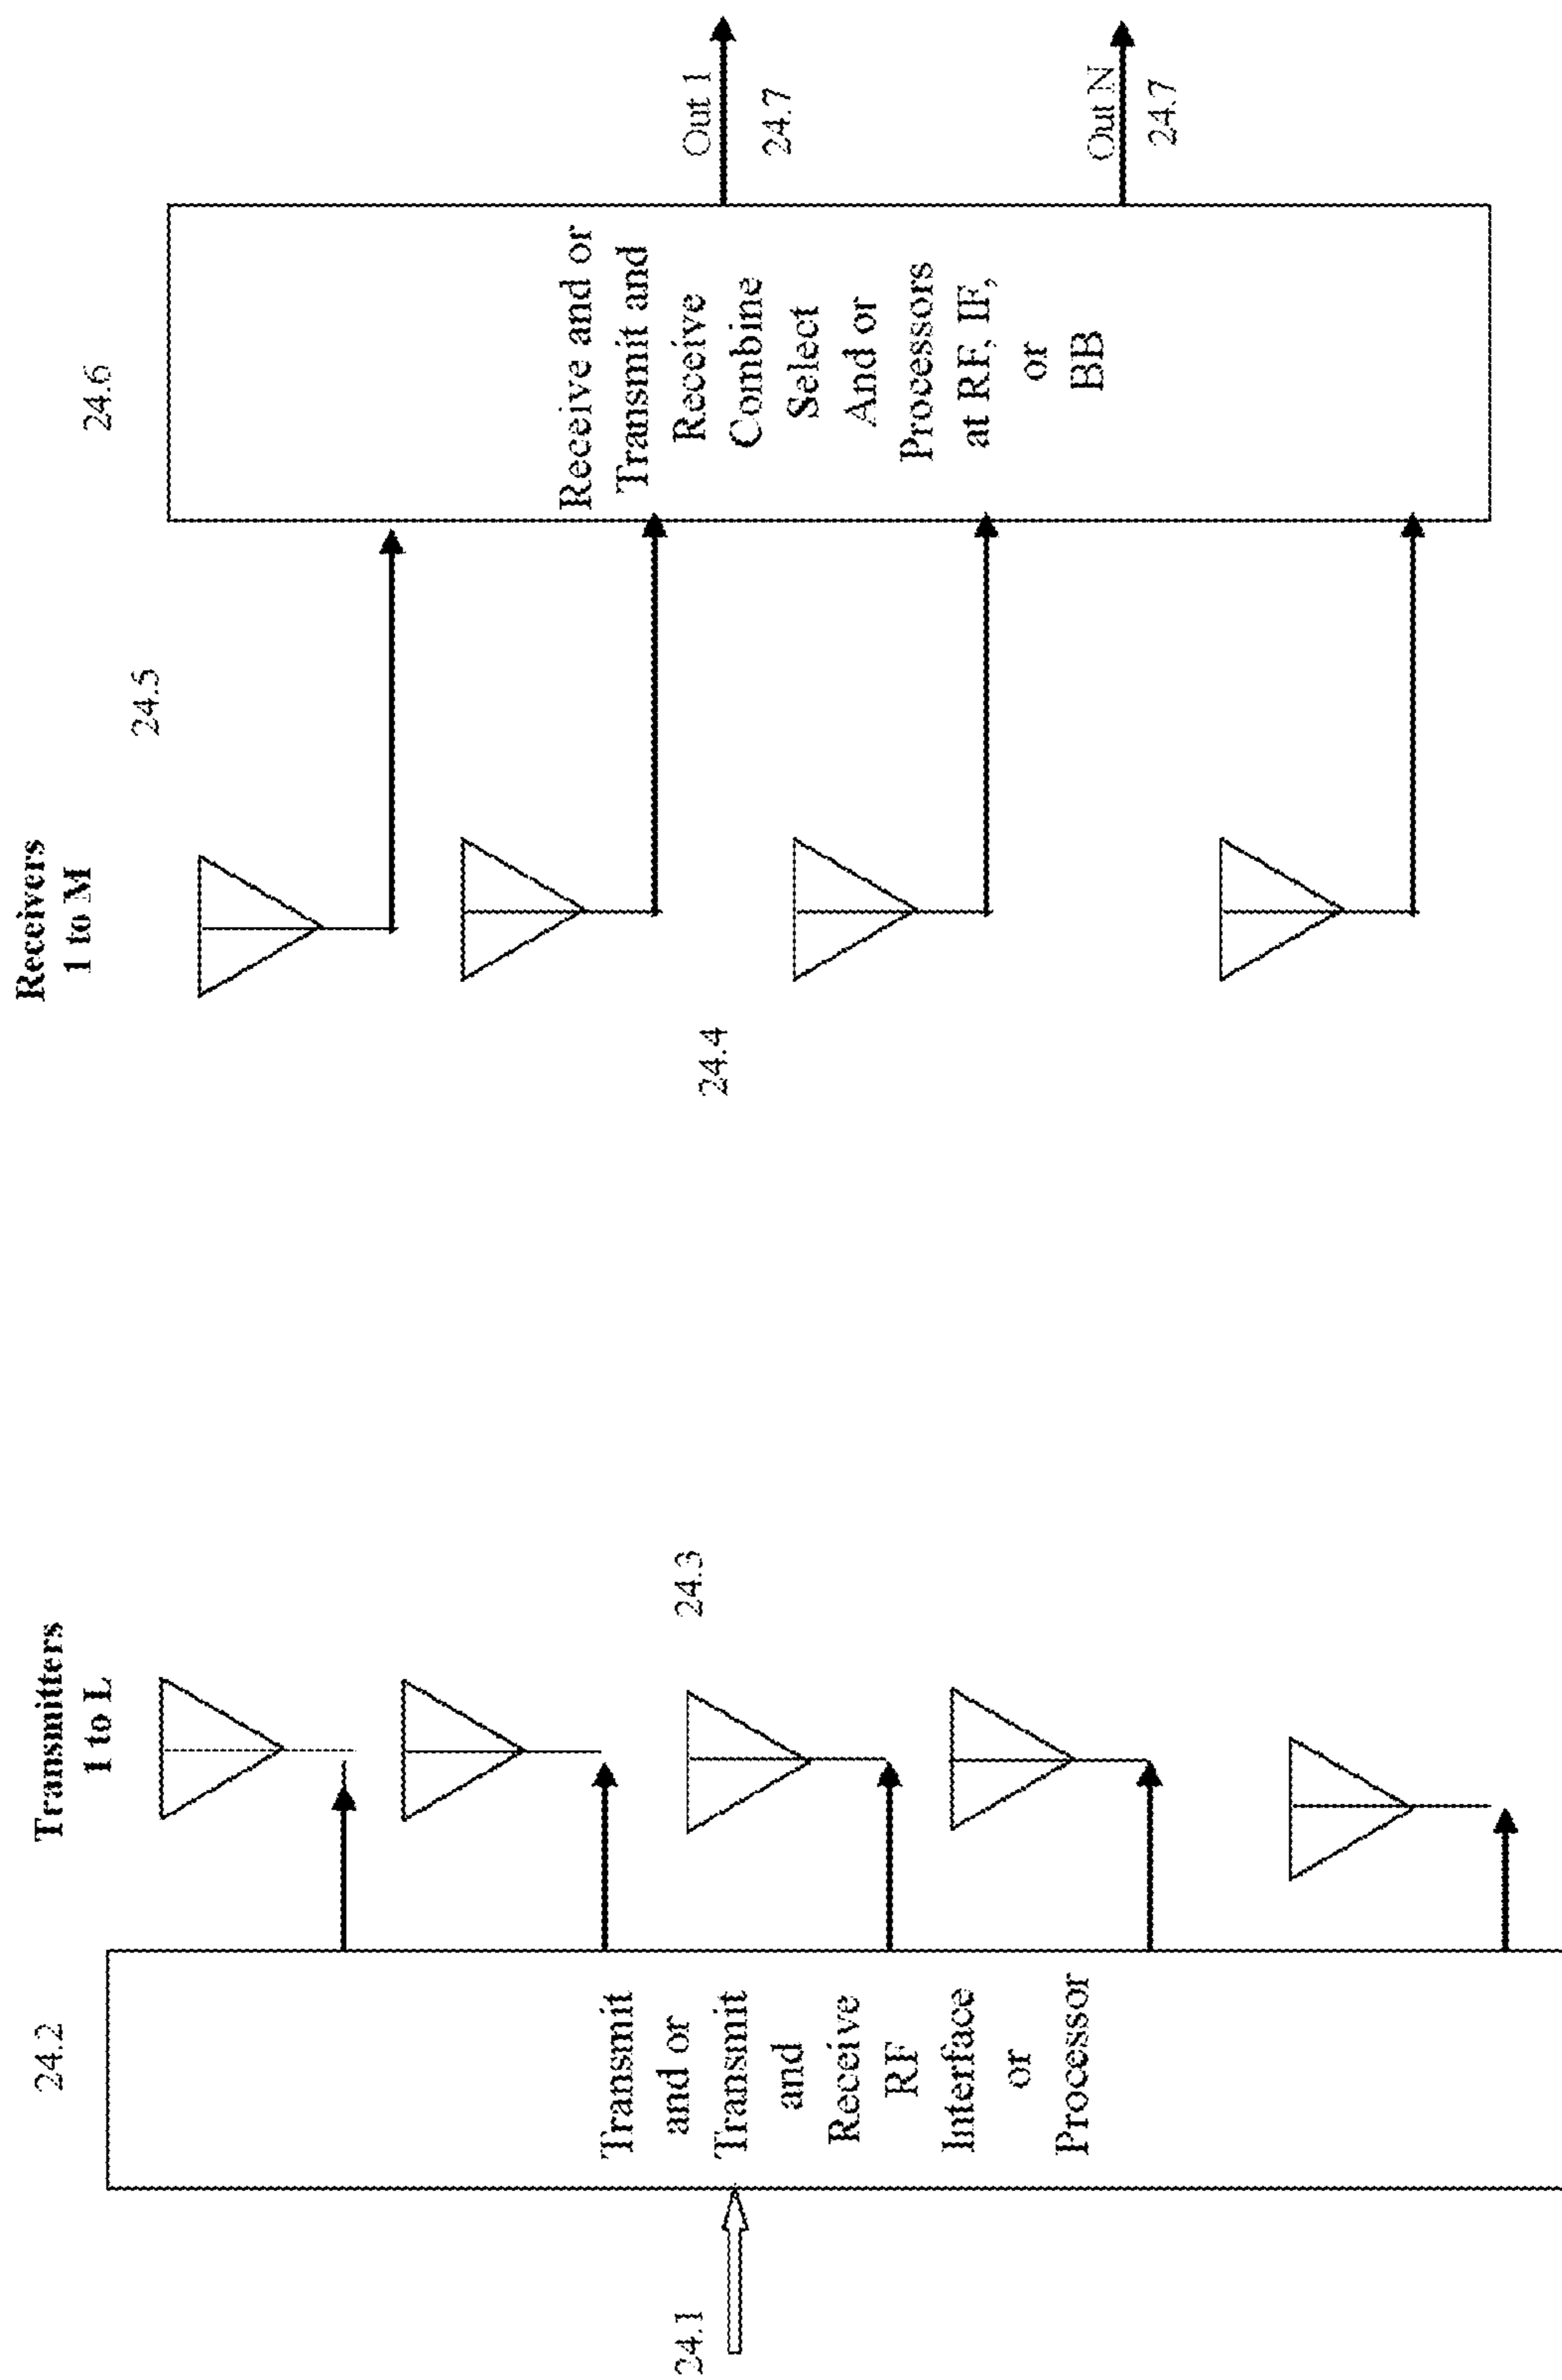 24.1
24.2
Transmit
and or
Transmit
and
Receive
RF
Interface
or
Processor
Transmitters
1 to L
24.3
Receivers
1 to M
24.4
24.5
24.6
Receive and or
Transmit and
Receive
Combine
Select
And or
Processors
at RF, IF,
or
BB
Out 1
24.7
Out N
24.7